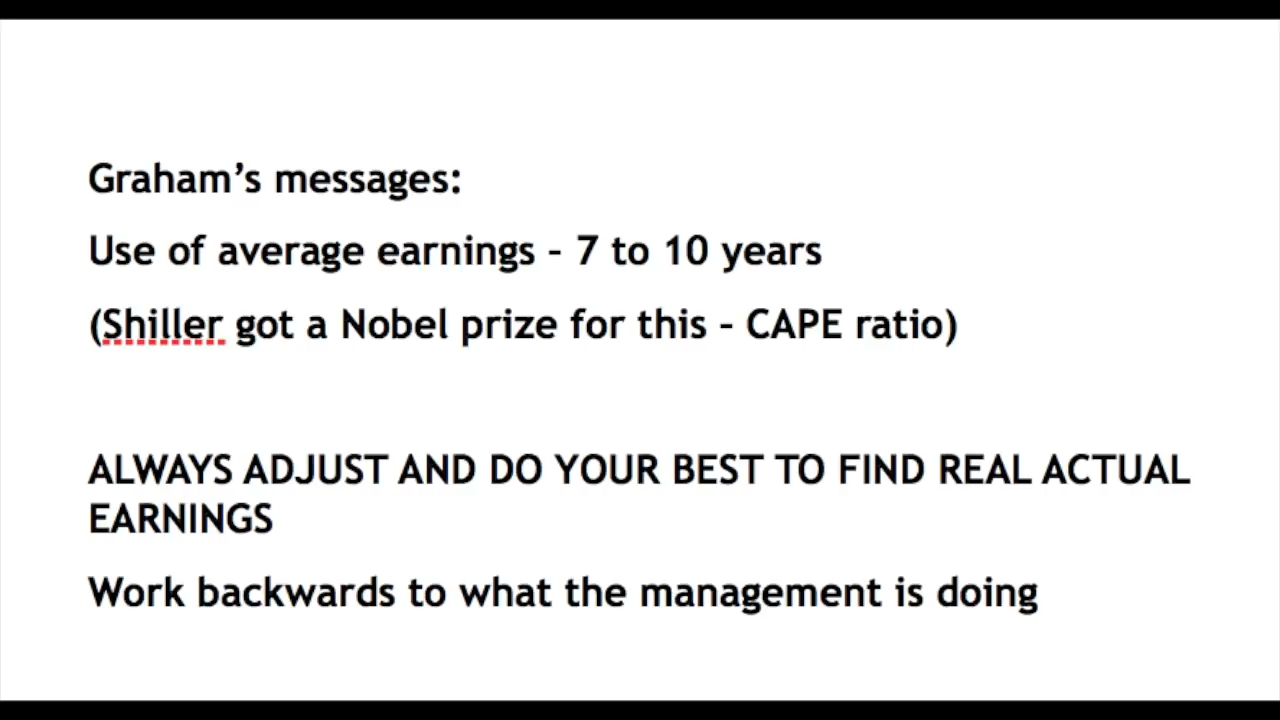 Graham’s messages:
Use of average earnings – 7 to 10 years
(Shiller got a Nobel prize for this – CAPE ratio)
ALWAYS ADJUST AND DO YOUR BEST TO FIND REAL ACTUAL
EARNINGS
Work backwards to what the management is doing